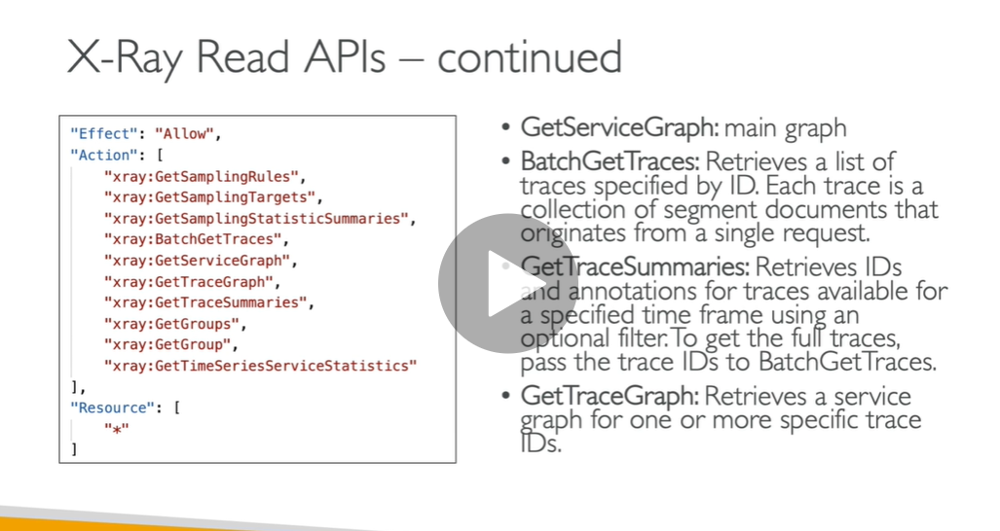 X-Ray Read APIs – continued
"Effect": "Allow",
"Action": [
"xray:GetSamplingRules",
"xray:GetSamplingTargets",
"xray:GetSamplingStatisticSummaries",
"xray:BatchGetTraces",
"xray:GetServiceGraph",
"xray:GetTraceGraph",
"xray:GetTraceSummaries",
"xray:GetGroups",
"xray:GetGroup",
"xray:GetTimeSeriesServiceStatistics"
],
"Resource": [
"*"
]
• GetServiceGraph: main graph
• BatchGetTraces: Retrieves a list of
traces specified by ID. Each trace is a
collection of segment documents that
originates from a single request.
• GetTraceSummaries: Retrieves IDs
and annotations for traces available for
a specified time frame using an
optional filter. To get the full traces,
pass the trace IDs to BatchGetTraces.
• GetTraceGraph: Retrieves a service
graph for one or more specific trace
IDs.